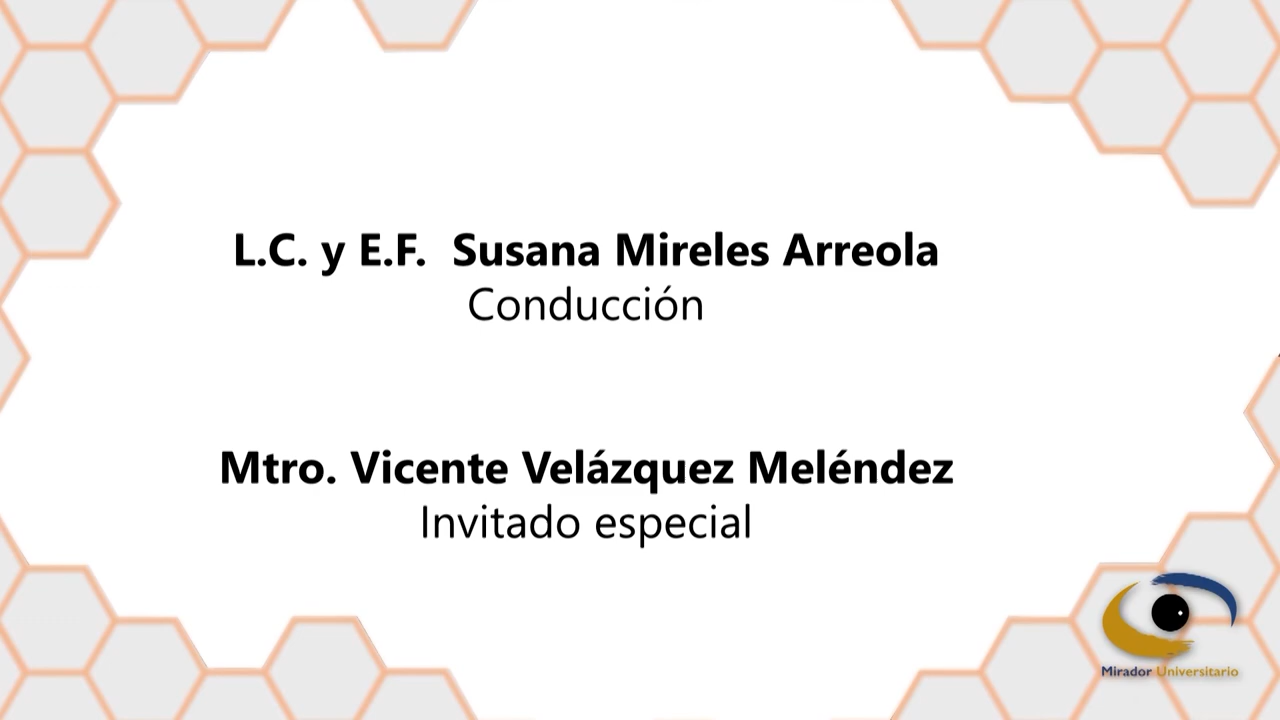 L.C. y E.F. Susana Mireles Arreola
Conducción
Mtro. Vicente Velázquez Meléndez
Invitado especial
Mirador Universitario